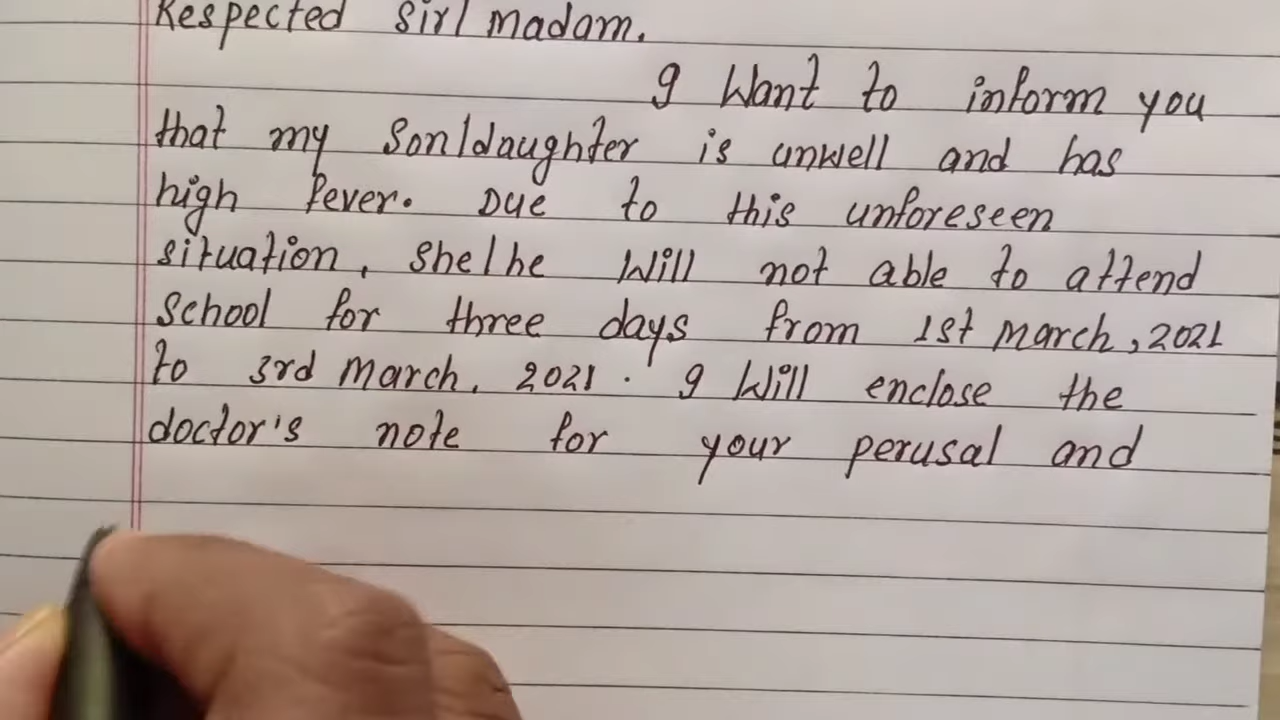 Respected sir/madam.
I Want to inform you
that my son/daughter is unwell and has
high fever. Due to this unforeseen
situation, she/he Will not able to attend
school for three days from 1st march, 2021
to 3rd march, 2021. I Will enclose the
doctor's note for your perusal and